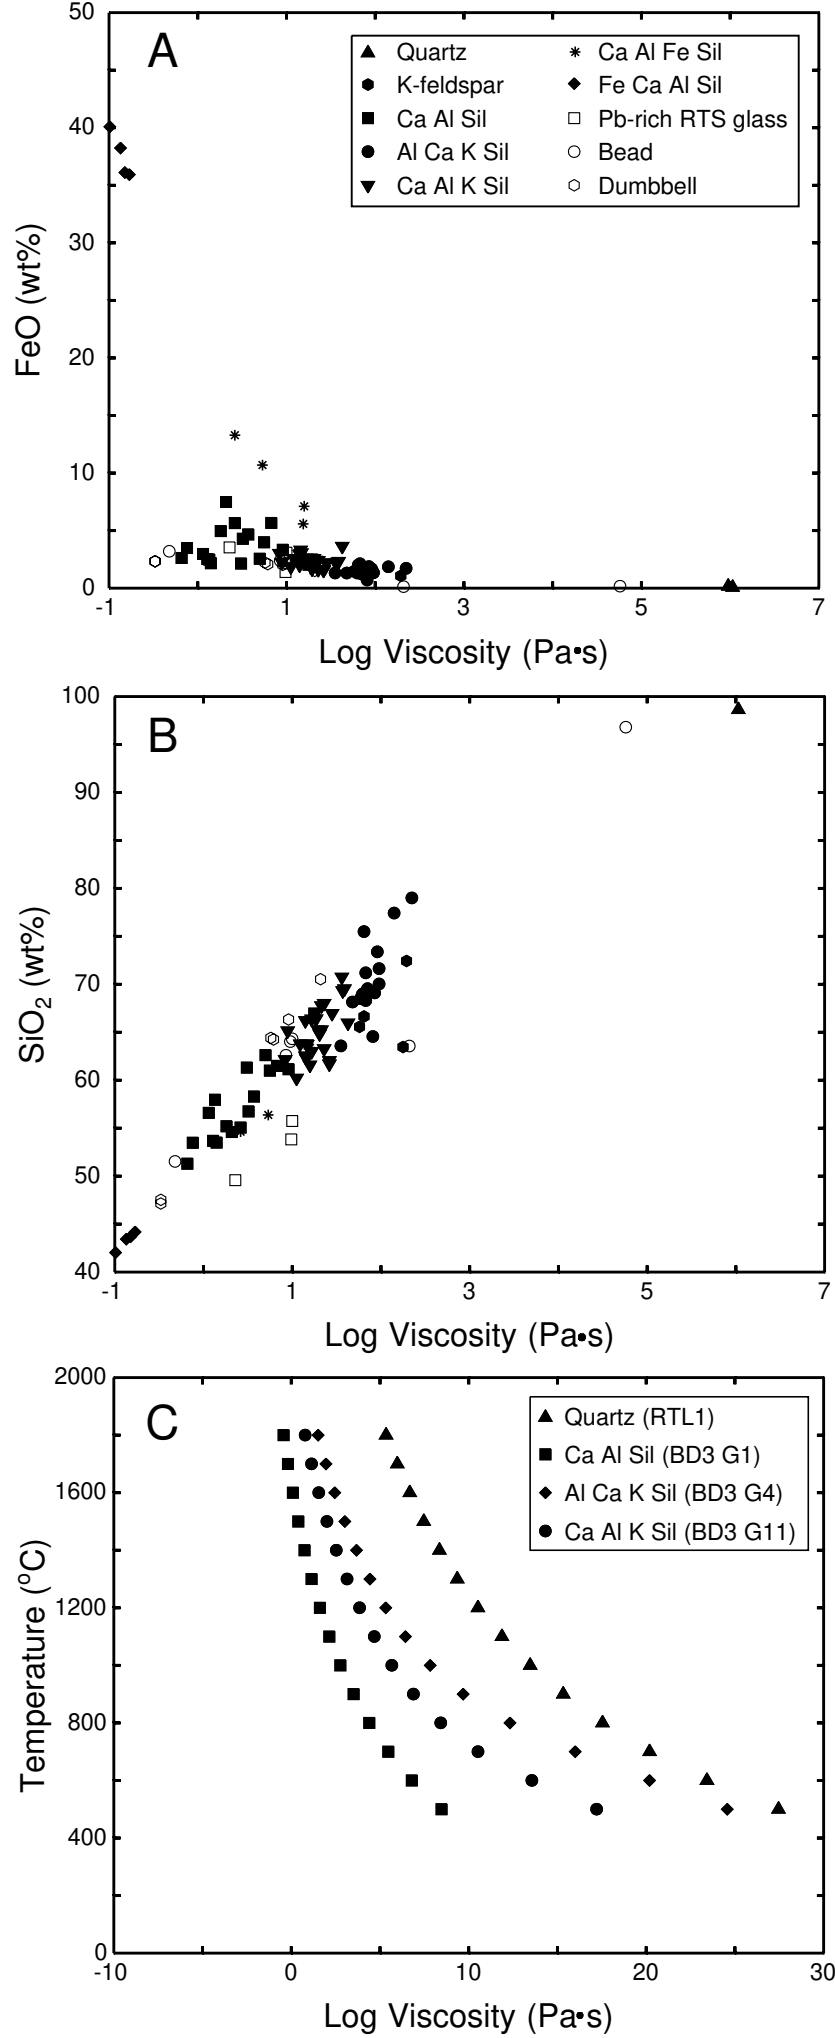 50
A
Quartz
Ca Al Fe Sil
K-feldspar
Fe Ca Al Sil
Ca Al Sil
Pb-rich RTS glass
Al Ca K Sil
Bead
Ca Al K Sil
Dumbbell
40
30
20
10
0
FeO (wt%)
-1 1 3 5 7
Log Viscosity (Pa•s)
100
B
90
80
70
60
50
40
SiO₂ (wt%)
-1 1 3 5 7
Log Viscosity (Pa•s)
2000
C
Quartz (RTL1)
Ca Al Sil (BD3 G1)
Al Ca K Sil (BD3 G4)
Ca Al K Sil (BD3 G11)
1600
1200
800
400
0
Temperature (°C)
-10 0 10 20 30
Log Viscosity (Pa•s)